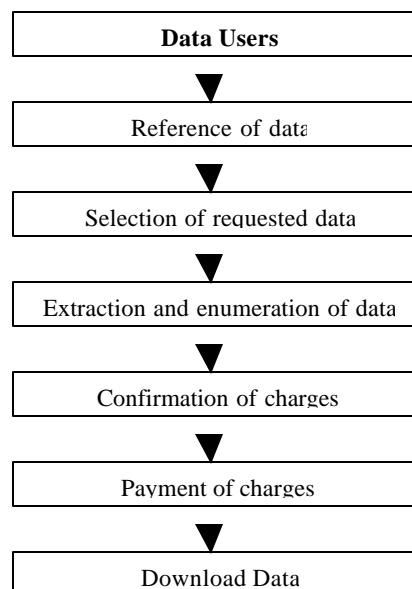 Data Users
Reference of data
Selection of requested data
Extraction and enumeration of data
Confirmation of charges
Payment of charges
Download Data